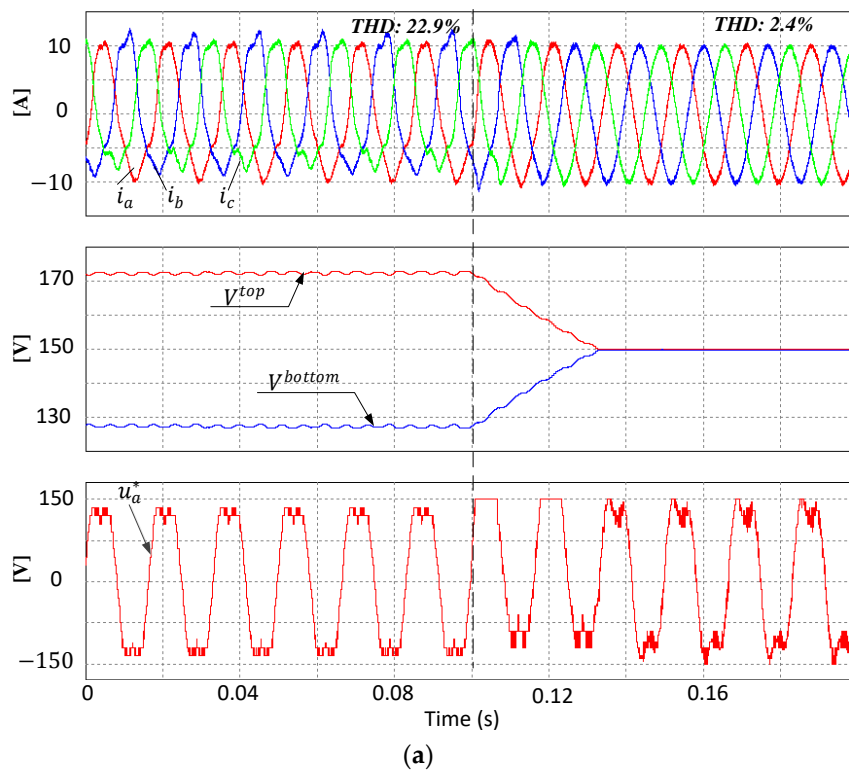 THD: 22.9%
THD: 2.4%
10
0
−10
[A]
i_a
i_b
i_c
170
150
130
[V]
V^top
V^bottom
150
0
−150
[V]
u_a^*
0
0.04
0.08
0.12
0.16
Time (s)
(a)